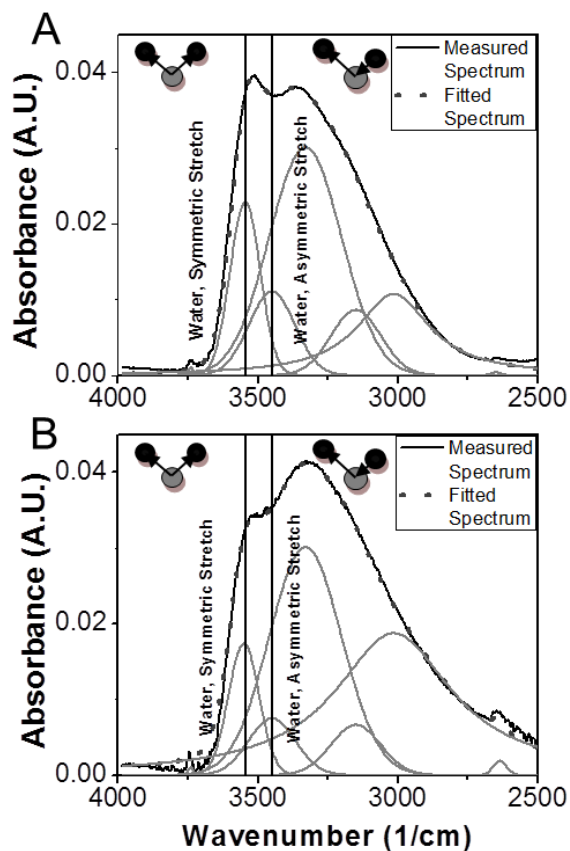 A
Measured
Spectrum
Fitted
Spectrum
Water, Symmetric Stretch
Water, Asymmetric Stretch
Absorbance (A.U.)
0.04
0.02
0.00
4000
3500
3000
2500
B
Measured
Spectrum
Fitted
Spectrum
Water, Symmetric Stretch
Water, Asymmetric Stretch
Absorbance (A.U.)
0.04
0.02
0.00
4000
3500
3000
2500
Wavenumber (1/cm)